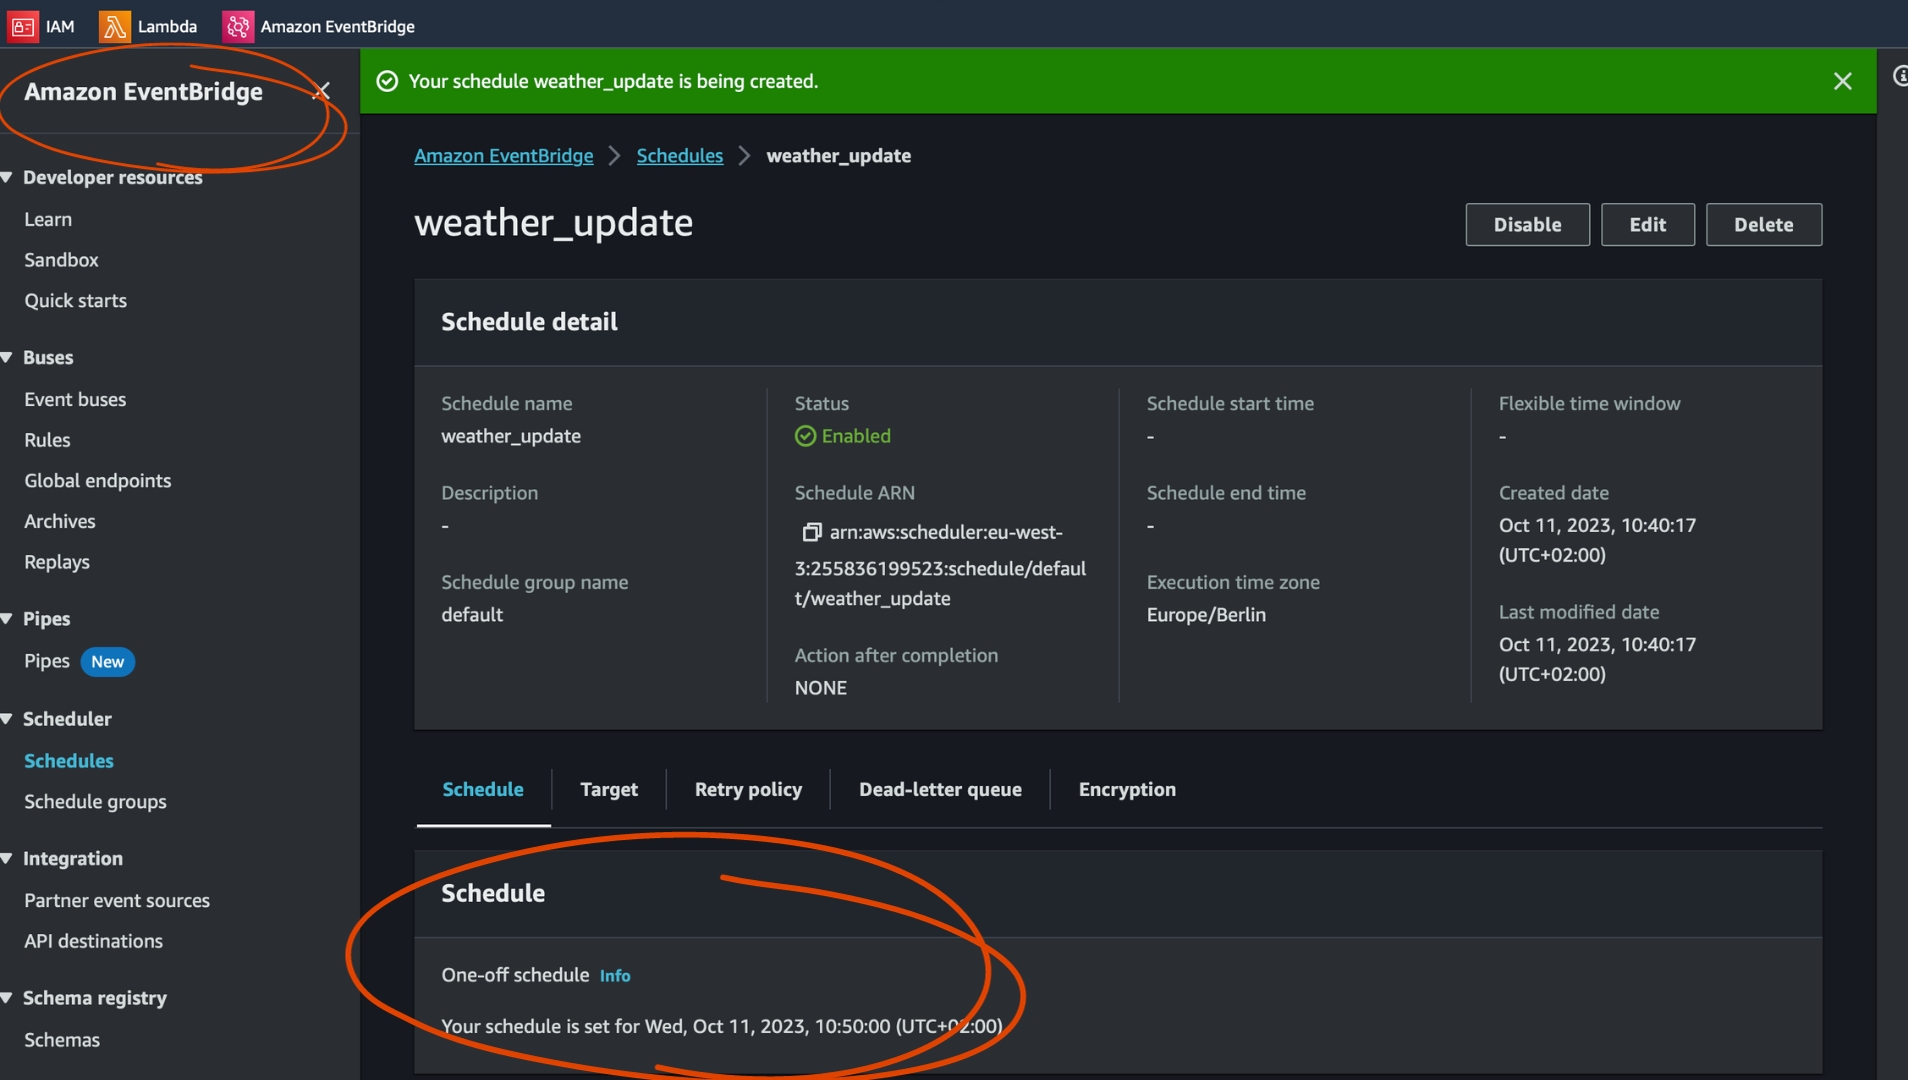 IAM Lambda Amazon EventBridge
Amazon EventBridge
Developer resources
Learn
Sandbox
Quick starts
Buses
Event buses
Rules
Global endpoints
Archives
Replays
Pipes
Pipes New
Scheduler
Schedules
Schedule groups
Integration
Partner event sources
API destinations
Schema registry
Schemas
Your schedule weather_update is being created.
Amazon EventBridge > Schedules > weather_update
weather_update
Disable Edit Delete
Schedule detail
Schedule name
weather_update
Description
-
Schedule group name
default
Status
Enabled
Schedule ARN
arn:aws:scheduler:eu-west-
3:255836199523:schedule/defaul
t/weather_update
Action after completion
NONE
Schedule start time
-
Schedule end time
-
Execution time zone
Europe/Berlin
Flexible time window
-
Created date
Oct 11, 2023, 10:40:17
(UTC+02:00)
Last modified date
Oct 11, 2023, 10:40:17
(UTC+02:00)
Schedule Target Retry policy Dead-letter queue Encryption
Schedule
One-off schedule Info
Your schedule is set for Wed, Oct 11, 2023, 10:50:00 (UTC+02:00)